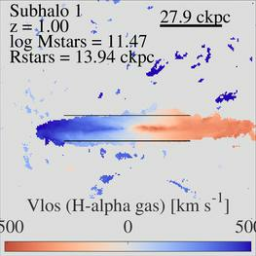 Subhalo 1
27.9 ckpc
z = 1.00
log Mstars = 11.47
Rstars = 13.94 ckpc
Vlos (H-alpha gas) [km s⁻¹]
500 0 500